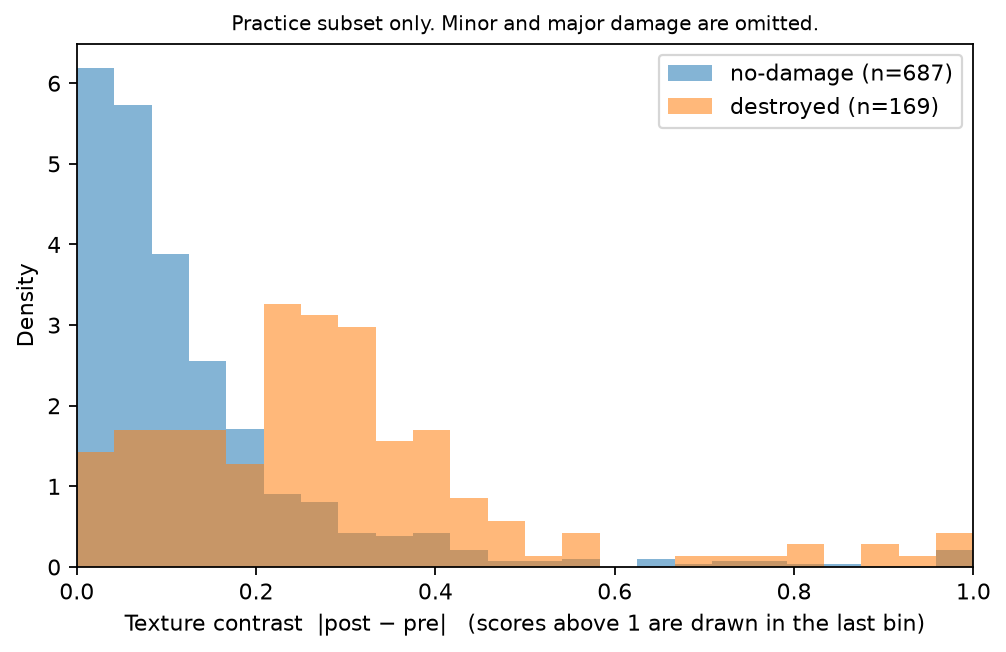 Practice subset only. Minor and major damage are omitted.
no-damage (n=687)
destroyed (n=169)
Density
6
5
4
3
2
1
0
0.0 0.2 0.4 0.6 0.8 1.0
Texture contrast |post − pre| (scores above 1 are drawn in the last bin)